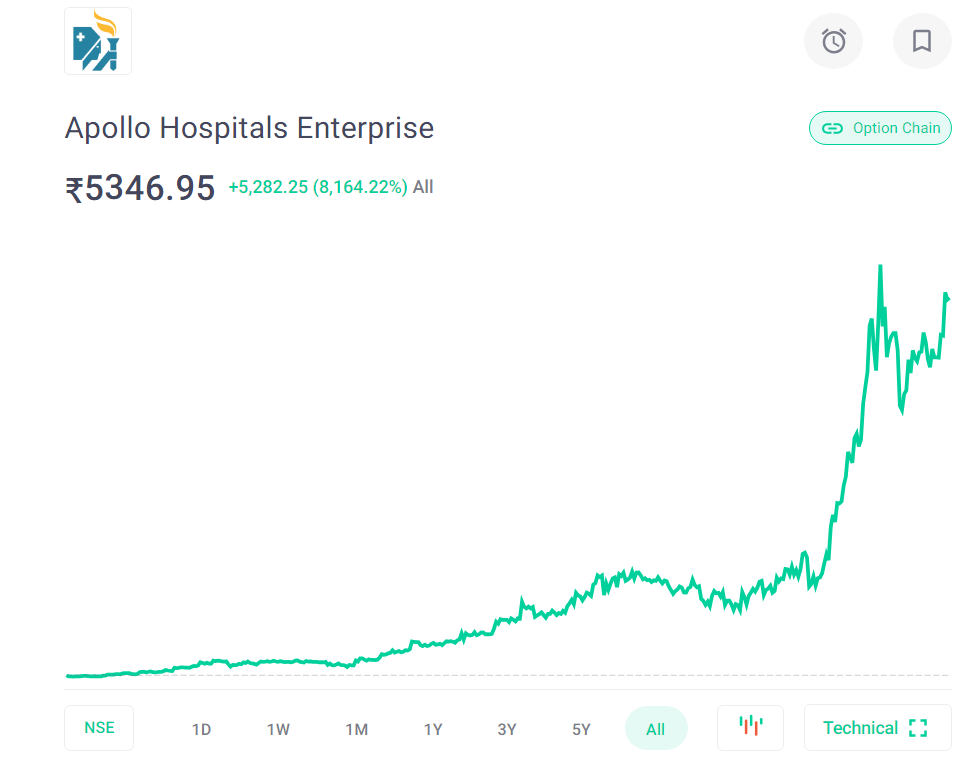 Apollo Hospitals Enterprise
Option Chain
₹5346.95 +5,282.25 (8,164.22%) All
NSE 1D 1W 1M 1Y 3Y 5Y All Technical